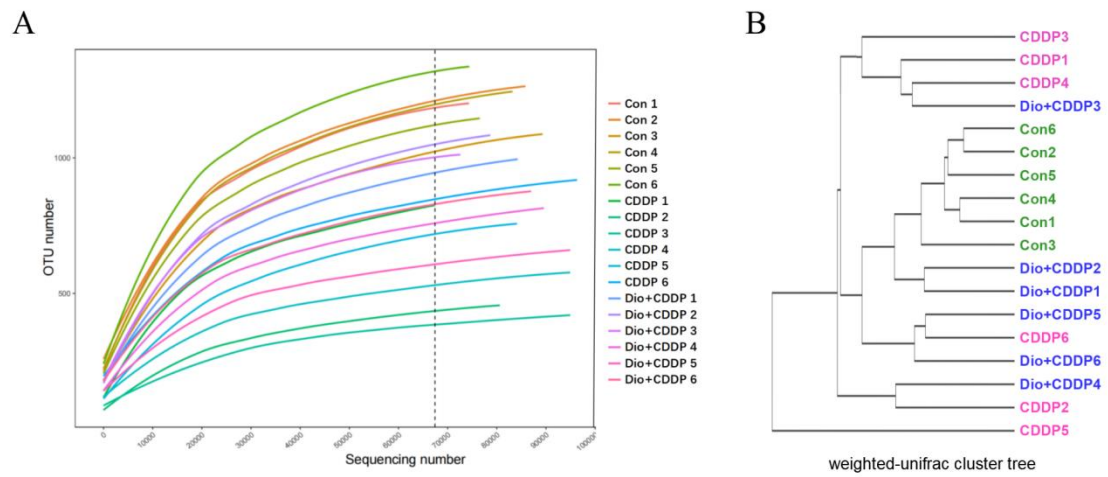 A
OTU number
1000
500
0
10000
20000
30000
40000
50000
60000
70000
80000
90000
10000
Sequencing number
Con 1
Con 2
Con 3
Con 4
Con 5
Con 6
CDDP 1
CDDP 2
CDDP 3
CDDP 4
CDDP 5
CDDP 6
Dio+CDDP 1
Dio+CDDP 2
Dio+CDDP 3
Dio+CDDP 4
Dio+CDDP 5
Dio+CDDP 6
B
CDDP3
CDDP1
CDDP4
Dio+CDDP3
Con6
Con2
Con5
Con4
Con1
Con3
Dio+CDDP2
Dio+CDDP1
Dio+CDDP5
CDDP6
Dio+CDDP6
Dio+CDDP4
CDDP2
CDDP5
weighted-unifrac cluster tree